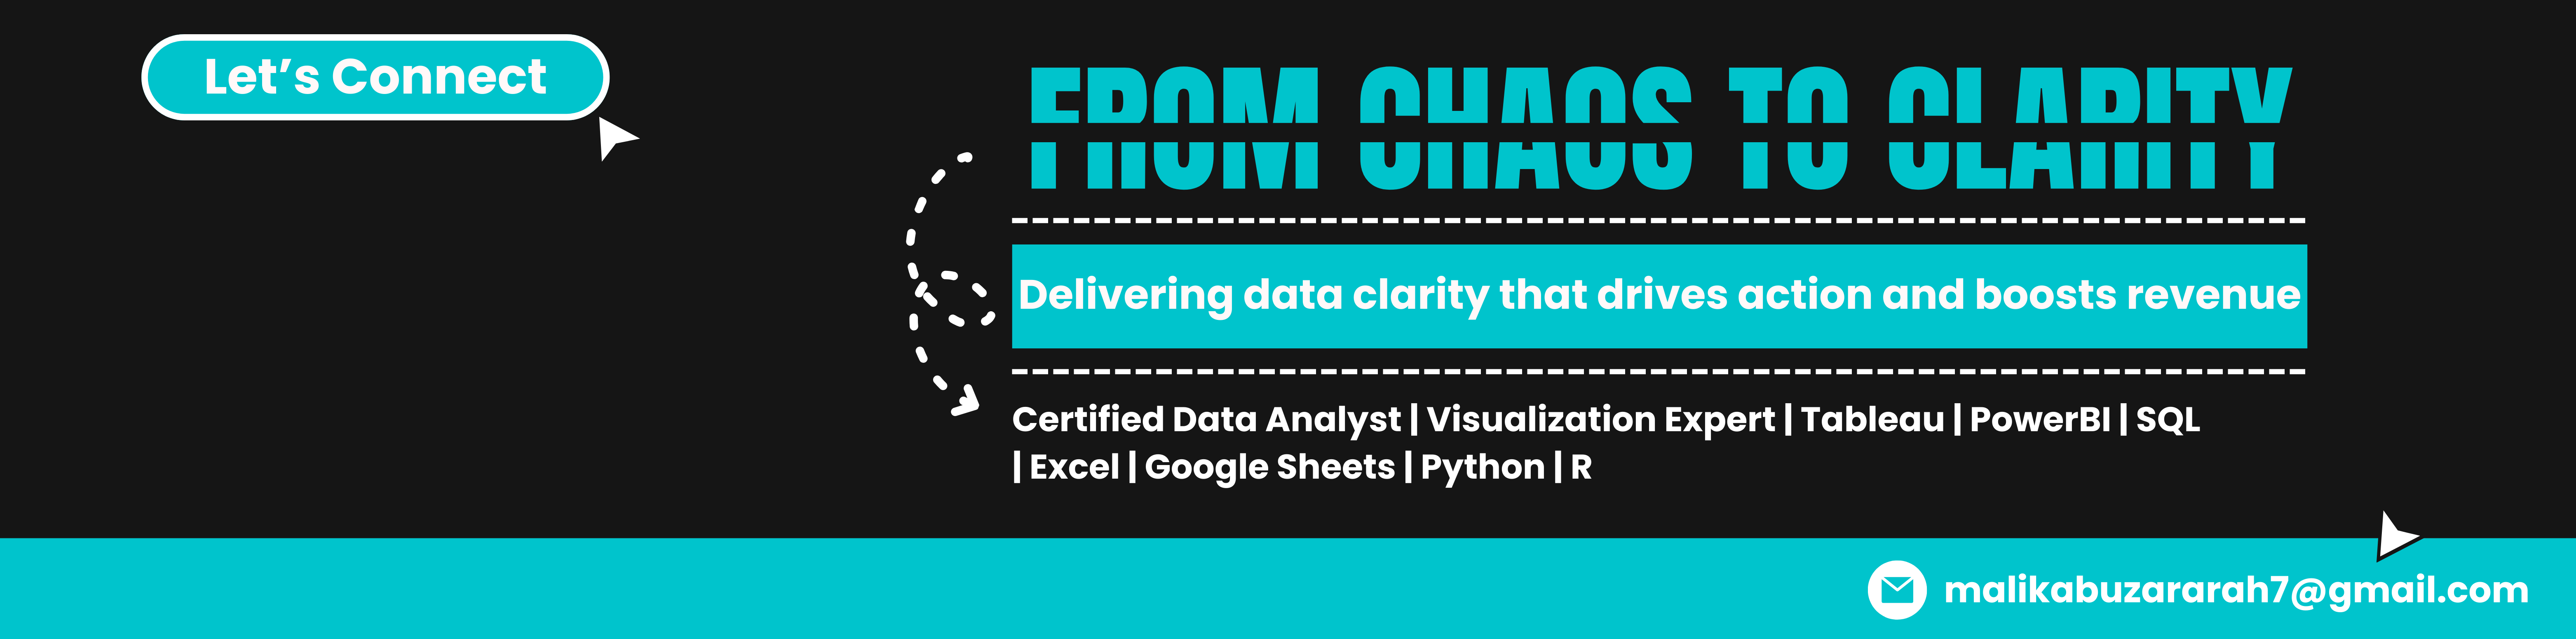 Let’s Connect
FROM CHAOS TO CLARITY
Delivering data clarity that drives action and boosts revenue
Certified Data Analyst | Visualization Expert | Tableau | PowerBI | SQL
| Excel | Google Sheets | Python | R
malikabuzararah7@gmail.com